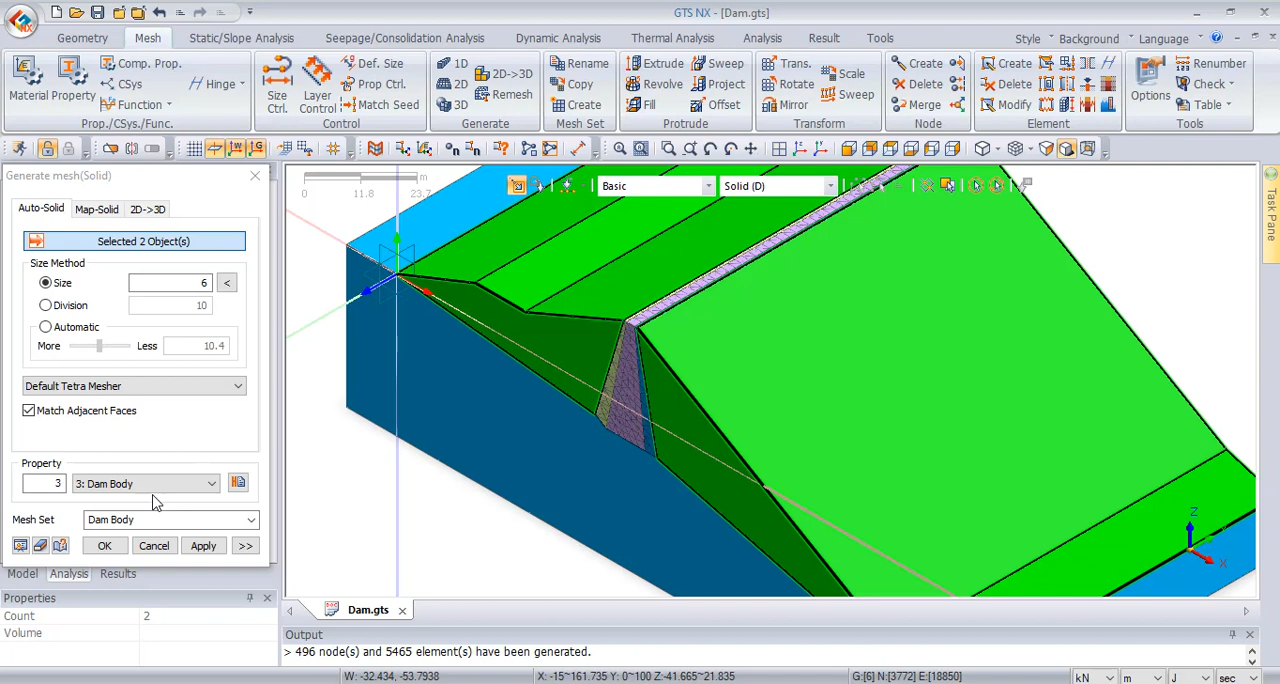 GTS NX - [Dam.gts]
Geometry Mesh Static/Slope Analysis Seepage/Consolidation Analysis Dynamic Analysis Thermal Analysis Analysis Result Tools Style Background Language
Material Property
Comp. Prop.
CSys
Function
Hinge
Prop./CSys./Func.
Size Ctrl.
Layer Control
Def. Size
Prop Ctrl.
Match Seed
Control
1D
2D
3D
2D->3D
Remesh
Generate
Rename
Copy
Create
Mesh Set
Extrude Sweep
Revolve Project
Fill Offset
Protrude
Trans.
Rotate
Mirror
Scale
Sweep
Transform
Create
Delete
Merge
Node
Create
Delete
Modify
Element
Options
Renumber
Check
Table
Tools
Generate mesh(Solid)
Auto-Solid Map-Solid 2D->3D
Selected 2 Object(s)
Size Method
Size 6 <
Division 10
Automatic
More Less 10.4
Default Tetra Mesher
Match Adjacent Faces
Property
3 3: Dam Body
Mesh Set Dam Body
OK Cancel Apply >>
Model Analysis Results
Properties
Count 2
Volume
m
0 11.8 23.7
Basic Solid (D)
Task Pane
Z
X
Dam.gts
Output
> 496 node(s) and 5465 element(s) have been generated.
W: -32.434, -53.7938 X: -15~161.735 Y: 0~100 Z:-41.665~21.835 G:[6] N:[3772] E:[18850] kN m J sec